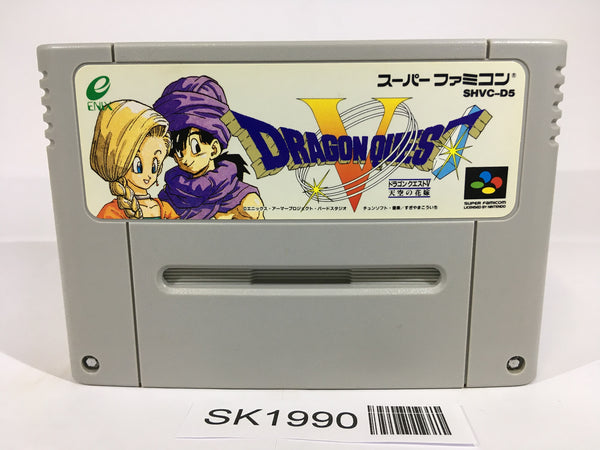 ENIX
スーパーファミコン®
SHVC-D5
DRAGON QUEST
V
ドラゴンクエストV
天空の花嫁
©エニックス・アーマープロジェクト・バードスタジオ
チュンソフト・音楽/すぎやまこういち
SUPER FAMICOM
LICENSED BY NINTENDO
SK1990